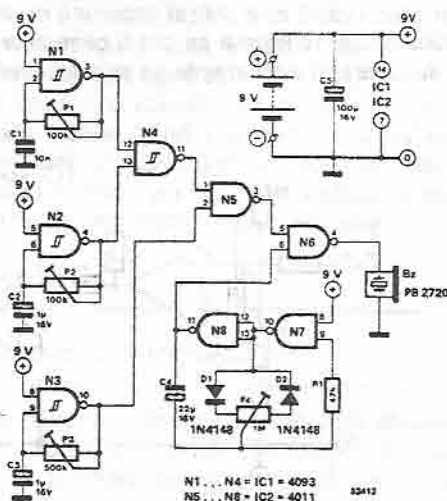 9 V
N1
1
2
3
P1
100k
C1
10n
N4
12
13
11
9 V
9V
C5
100µ
16V
14
IC1
IC2
7
0
9 V
N2
5
6
4
P2
100k
C2
1µ
16V
N5
1
2
3
N6
5
6
4
Bz
PB 2720
9 V
N3
8
9
10
P3
500k
C3
1µ
16V
N8
11
12
13
N7
10
8
9
9 V
C4
22µ
16V
D1
D2
P4
1M
1N4148
1N4148
R1
N1 . . . N4 = IC1 = 4093
N5 . . . N8 = IC2 = 4011